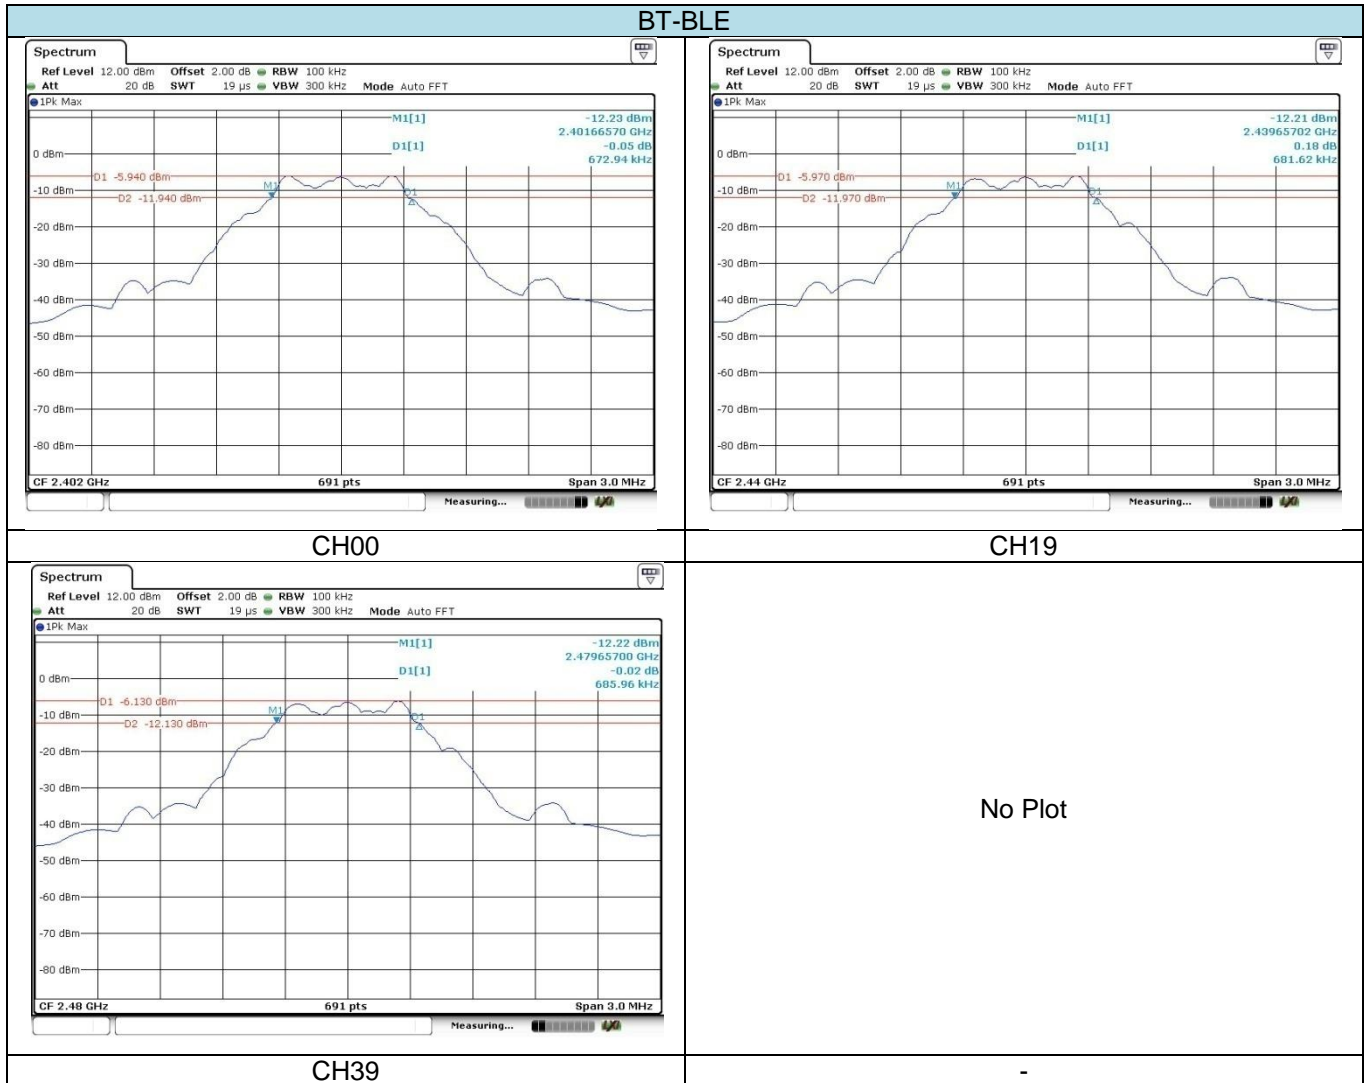 BT-BLE
Spectrum
Ref Level 12.00 dBm Offset 2.00 dB RBW 100 kHz
Att 20 dB SWT 19 µs VBW 300 kHz Mode Auto FFT
1Pk Max
M1[1] -12.23 dBm
2.40166570 GHz
D1[1] -0.05 dB
672.94 kHz
0 dBm
D1 -5.940 dBm
-10 dBm
M1
D1
D2 -11.940 dBm
-20 dBm
-30 dBm
-40 dBm
-50 dBm
-60 dBm
-70 dBm
-80 dBm
CF 2.402 GHz 691 pts Span 3.0 MHz
Measuring...
CH00
Spectrum
Ref Level 12.00 dBm Offset 2.00 dB RBW 100 kHz
Att 20 dB SWT 19 µs VBW 300 kHz Mode Auto FFT
1Pk Max
M1[1] -12.21 dBm
2.43965702 GHz
D1[1] 0.18 dB
681.62 kHz
0 dBm
D1 -5.970 dBm
-10 dBm
M1
D1
D2 -11.970 dBm
-20 dBm
-30 dBm
-40 dBm
-50 dBm
-60 dBm
-70 dBm
-80 dBm
CF 2.44 GHz 691 pts Span 3.0 MHz
Measuring...
CH19
Spectrum
Ref Level 12.00 dBm Offset 2.00 dB RBW 100 kHz
Att 20 dB SWT 19 µs VBW 300 kHz Mode Auto FFT
1Pk Max
M1[1] -12.22 dBm
2.47965700 GHz
D1[1] -0.02 dB
685.96 kHz
0 dBm
D1 -6.130 dBm
-10 dBm
M1
D1
D2 -12.130 dBm
-20 dBm
-30 dBm
-40 dBm
-50 dBm
-60 dBm
-70 dBm
-80 dBm
CF 2.48 GHz 691 pts Span 3.0 MHz
Measuring...
CH39
No Plot
-